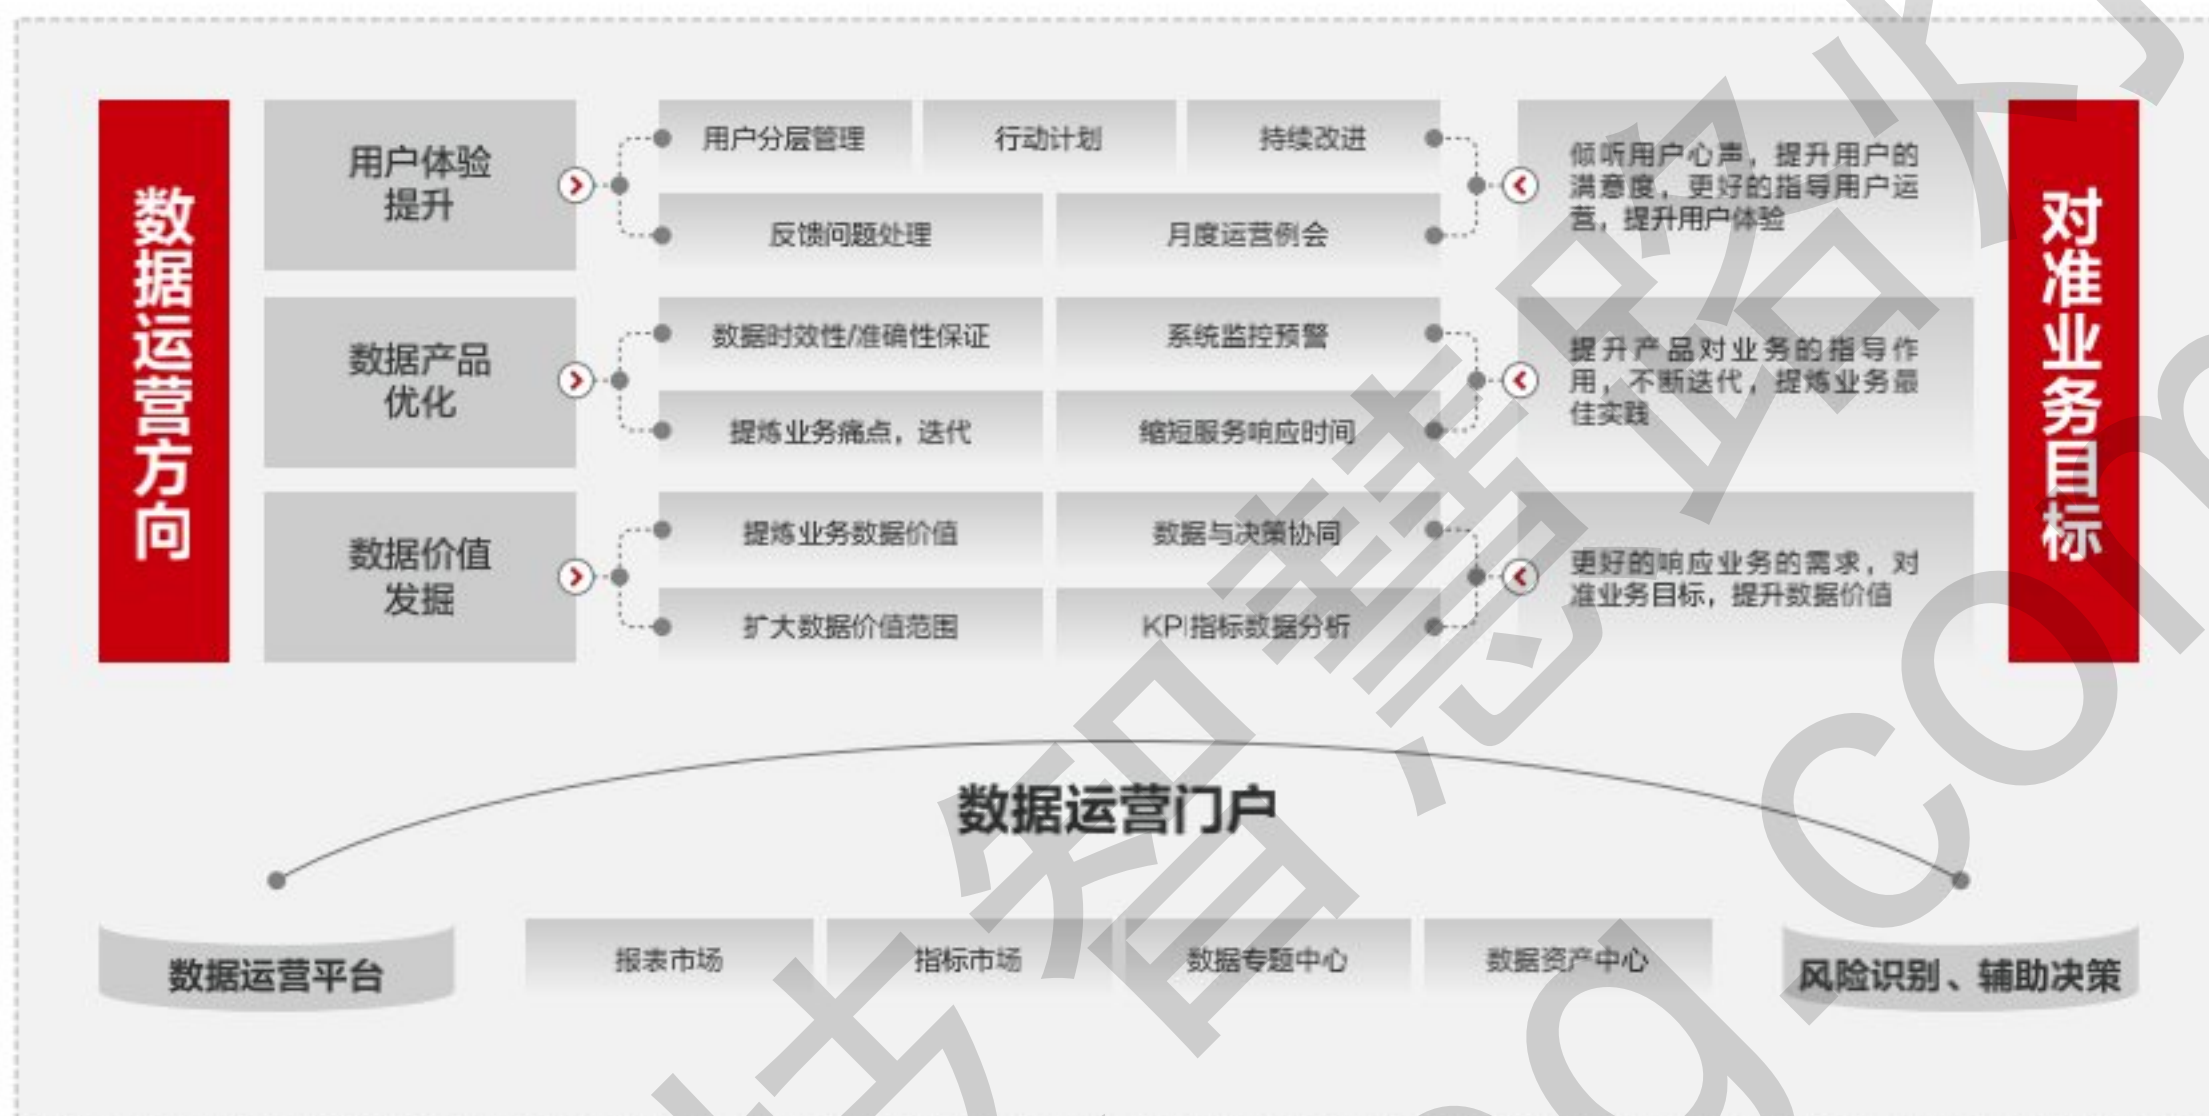 数据运营方向
用户体验
提升
用户分层管理
行动计划
持续改进
反馈问题处理
月度运营例会
倾听用户心声，提升用户的
满意度，更好的指导用户运
营，提升用户体验
数据产品
优化
数据时效性/准确性保证
系统监控预警
提炼业务痛点，迭代
缩短服务响应时间
提升产品对业务的指导作
用，不断迭代，提炼业务最
佳实践
数据价值
发掘
提炼业务数据价值
数据与决策协同
扩大数据价值范围
KPI指标数据分析
更好的响应业务的需求，对
准业务目标，提升数据价值
对准业务目标
数据运营门户
数据运营平台
报表市场
指标市场
数据专题中心
数据资产中心
风险识别、辅助决策
技智慧路灯
g.com